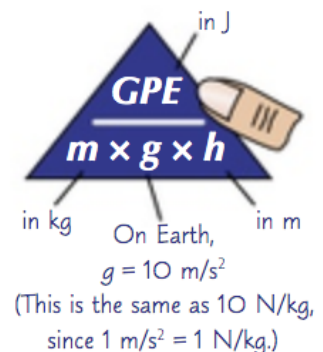 in J
GPE
m × g × h
in kg
in m
On Earth,
g = 10 m/s²
(This is the same as 10 N/kg,
since 1 m/s² = 1 N/kg.)